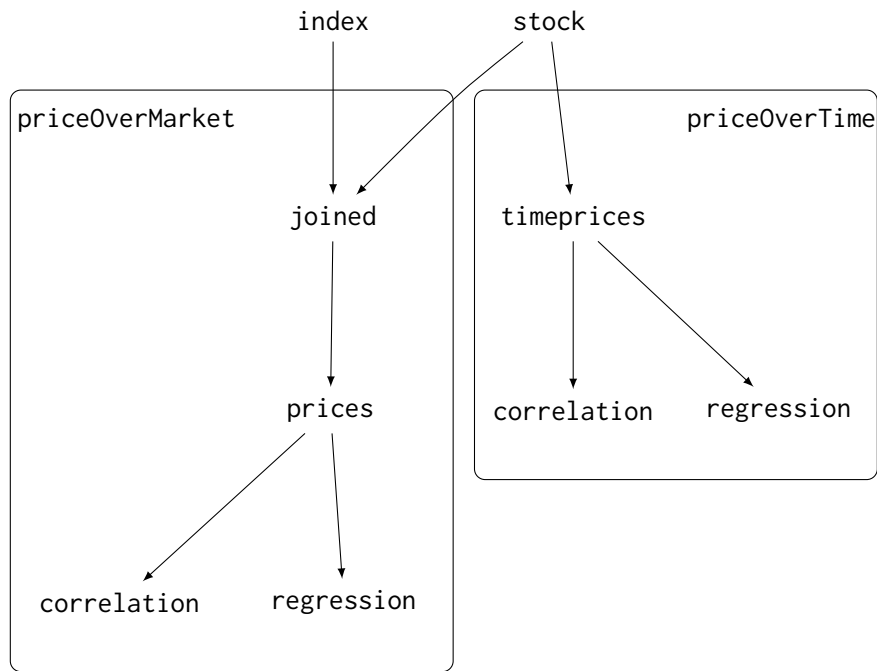 index
stock
priceOverMarket
priceOverTime
joined
timeprices
prices
correlation
regression
correlation
regression